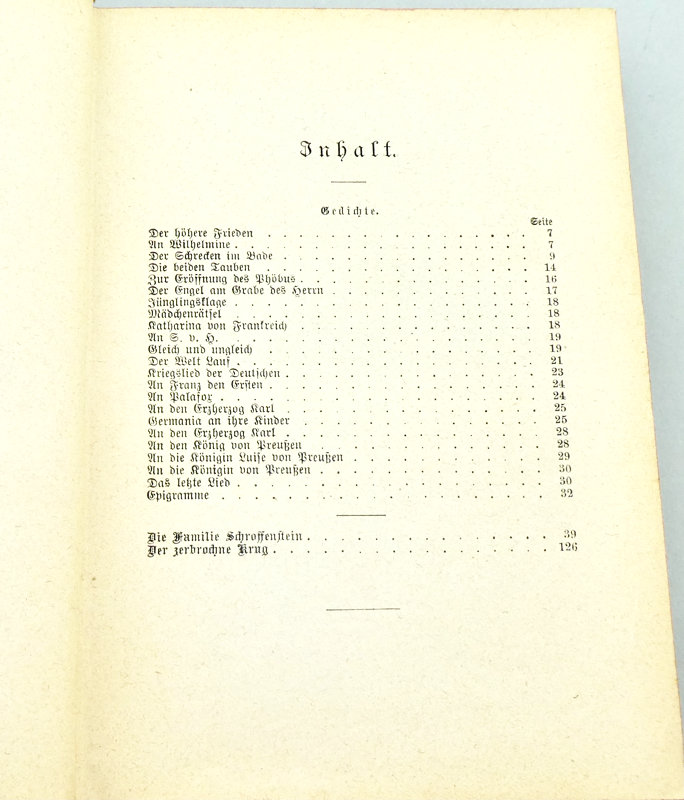 Inhalt.
Gedichte.
Seite
Der höhere Frieden . . . . . . . . . . . . . . . 7
An Wilhelmine . . . . . . . . . . . . . . . . . 7
Der Schrecken im Bade . . . . . . . . . . . . . . 9
Die beiden Tauben . . . . . . . . . . . . . . . 14
Zur Eröffnung des Phöbus . . . . . . . . . . . . . 16
Der Engel am Grabe des Herrn . . . . . . . . . . . . 17
Jünglingsklage . . . . . . . . . . . . . . . . . 18
Mädchenrätsel . . . . . . . . . . . . . . . . . 18
Katharina von Frankreich . . . . . . . . . . . . . 18
An S. v. H. . . . . . . . . . . . . . . . . . 19
Gleich und ungleich . . . . . . . . . . . . . . . 19
Der Welt Lauf . . . . . . . . . . . . . . . . . 21
Kriegslied der Deutschen . . . . . . . . . . . . . . 23
An Franz den Ersten . . . . . . . . . . . . . . . 24
An Palafox . . . . . . . . . . . . . . . . . . 24
An den Erzherzog Karl . . . . . . . . . . . . . . 25
Germania an ihre Kinder . . . . . . . . . . . . . . 25
An den Erzherzog Karl . . . . . . . . . . . . . . 28
An den König von Preußen . . . . . . . . . . . . . 28
An die Königin Luise von Preußen . . . . . . . . . . . 29
An die Königin von Preußen . . . . . . . . . . . . . 30
Das letzte Lied . . . . . . . . . . . . . . . . . 30
Epigramme . . . . . . . . . . . . . . . . . . 32
Die Familie Schroffenstein . . . . . . . . . . . . . 39
Der zerbrochne Krug . . . . . . . . . . . . . . . 126